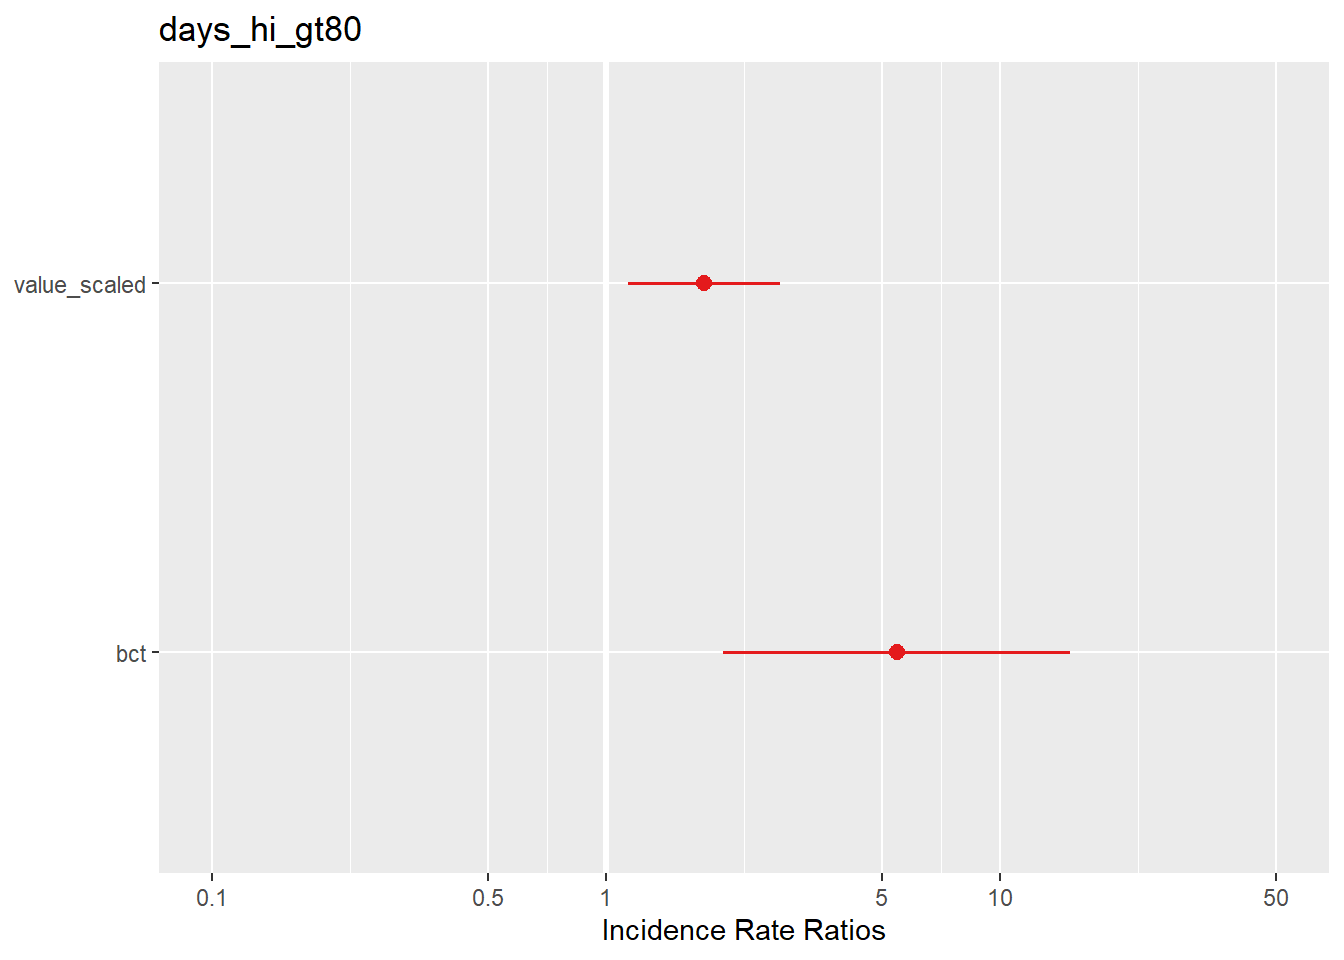 days_hi_gt80
value_scaled
bct
0.1 0.5 1 5 10 50
Incidence Rate Ratios